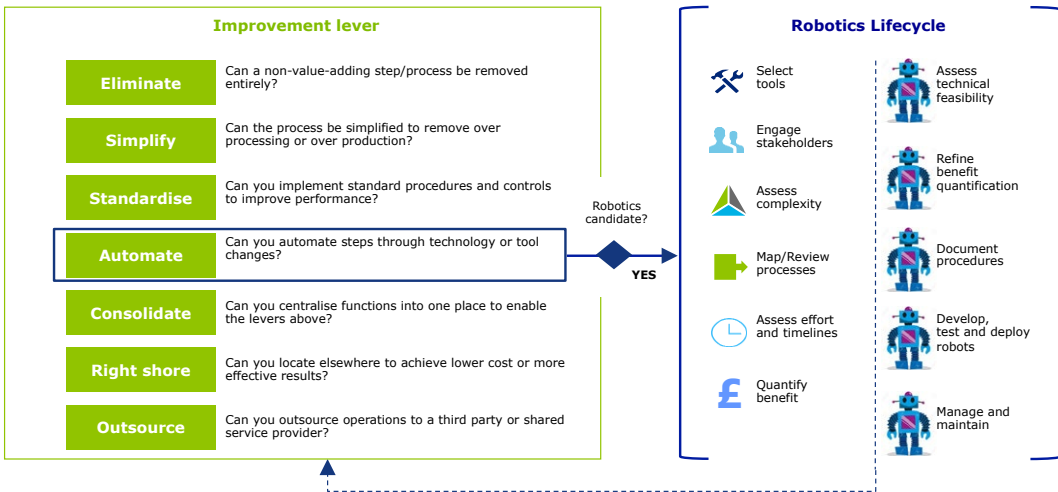 Improvement lever
Eliminate
Can a non-value-adding step/process be removed
entirely?
Simplify
Can the process be simplified to remove over
processing or over production?
Standardise
Can you implement standard procedures and controls
to improve performance?
Automate
Can you automate steps through technology or tool
changes?
Consolidate
Can you centralise functions into one place to enable
the levers above?
Right shore
Can you locate elsewhere to achieve lower cost or more
effective results?
Outsource
Can you outsource operations to a third party or shared
service provider?
Robotics
candidate?
YES
Robotics Lifecycle
Select
tools
Engage
stakeholders
Assess
complexity
Map/Review
processes
Assess effort
and timelines
£
Quantify
benefit
Assess
technical
feasibility
Refine
benefit
quantification
Document
procedures
Develop,
test and deploy
robots
Manage and
maintain